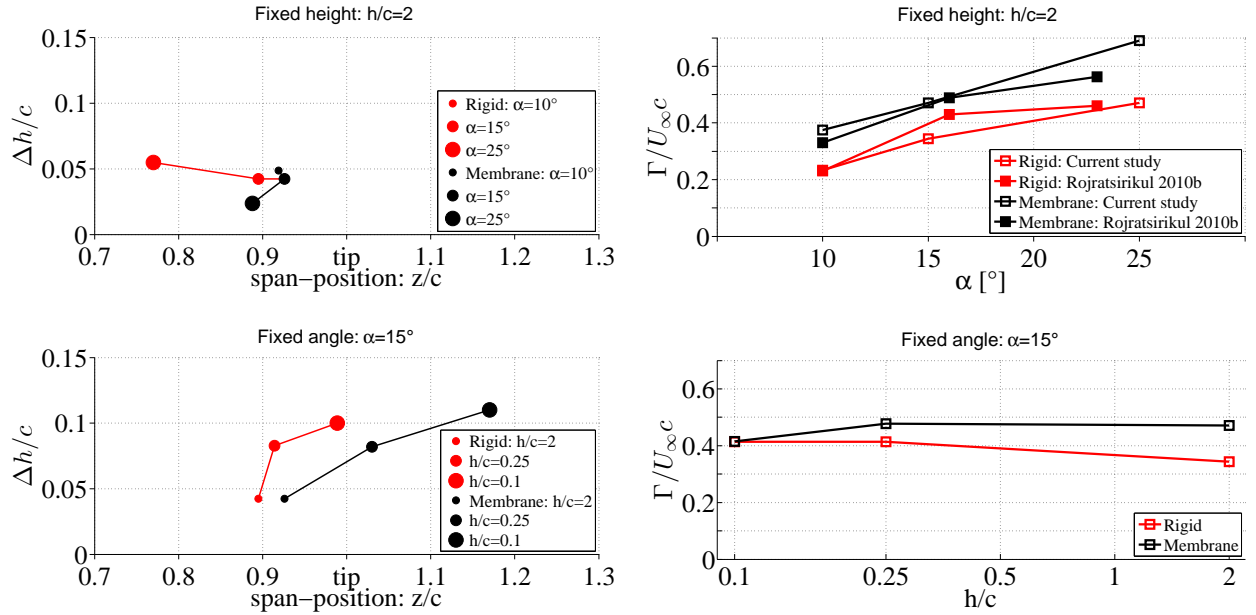 Fixed height: h/c=2
0.15
0.1
0.05
0
Δh/c
Rigid: α=10°
α=15°
α=25°
Membrane: α=10°
α=15°
α=25°
0.7 0.8 0.9 tip 1.1 1.2 1.3
span−position: z/c
Fixed height: h/c=2
0.6
0.4
0.2
0
Γ/U∞c
Rigid: Current study
Rigid: Rojratsirikul 2010b
Membrane: Current study
Membrane: Rojratsirikul 2010b
10 15 20 25
α [°]
Fixed angle: α=15°
0.15
0.1
0.05
0
Δh/c
Rigid: h/c=2
h/c=0.25
h/c=0.1
Membrane: h/c=2
h/c=0.25
h/c=0.1
0.7 0.8 0.9 tip 1.1 1.2 1.3
span−position: z/c
Fixed angle: α=15°
0.6
0.4
0.2
0
Γ/U∞c
Rigid
Membrane
0.1 0.25 0.5 1 2
h/c